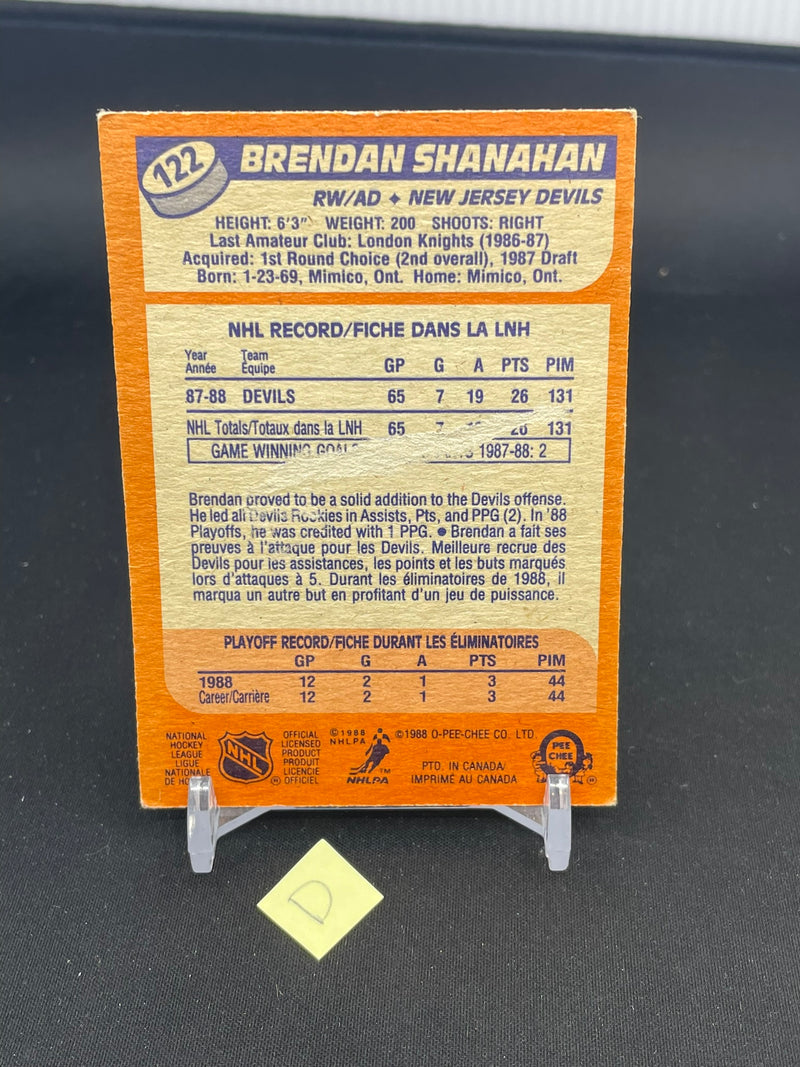 122
BRENDAN SHANAHAN
RW/AD ✦ NEW JERSEY DEVILS
HEIGHT: 6'3" WEIGHT: 200 SHOOTS: RIGHT
Last Amateur Club: London Knights (1986-87)
Acquired: 1st Round Choice (2nd overall), 1987 Draft
Born: 1-23-69, Mimico, Ont. Home: Mimico, Ont.
NHL RECORD/FICHE DANS LA LNH
Year Team
Année Équipe GP G A PTS PIM
87-88 DEVILS 65 7 19 26 131
NHL Totals/Totaux dans la LNH 65 7 26 131
GAME WINNING GOALS 1987-88: 2
Brendan proved to be a solid addition to the Devils offense.
He led all Devils Rookies in Assists, Pts, and PPG (2). In '88
Playoffs, he was credited with 1 PPG. ● Brendan a fait ses
preuves à l'attaque pour les Devils. Meilleure recrue des
Devils pour les assistances, les points et les buts marqués
lors d'attaques à 5. Durant les éliminatoires de 1988, il
marqua un autre but en profitant d'un jeu de puissance.
PLAYOFF RECORD/FICHE DURANT LES ÉLIMINATOIRES
GP G A PTS PIM
1988 12 2 1 3 44
Career/Carrière 12 2 1 3 44
NATIONAL
HOCKEY
LEAGUE
LIGUE
NATIONALE
DE
NHL
OFFICIAL
LICENSED
PRODUCT
PRODUIT
LICENCIE
OFFICIEL
©1988
NHLPA
™
NHLPA
©1988 O-PEE-CHEE CO. LTD.
PTD. IN CANADA/
IMPRIMÉ AU CANADA
PEE
CHEE
D